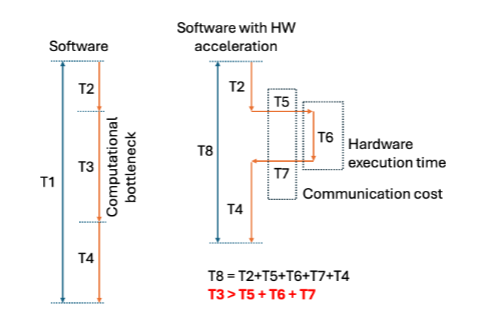 Software
T2
T1
T3
Computational
bottleneck
T4
Software with HW
acceleration
T2
T5
T6
T8
T7
Hardware
execution time
Communication cost
T4
T8 = T2+T5+T6+T7+T4
T3 > T5 + T6 + T7